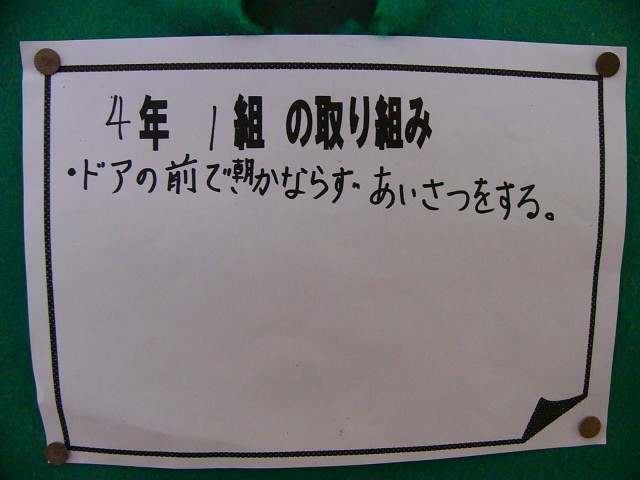 4年 1組の取り組み
・ドアの前で朝かならずあいさつをする。